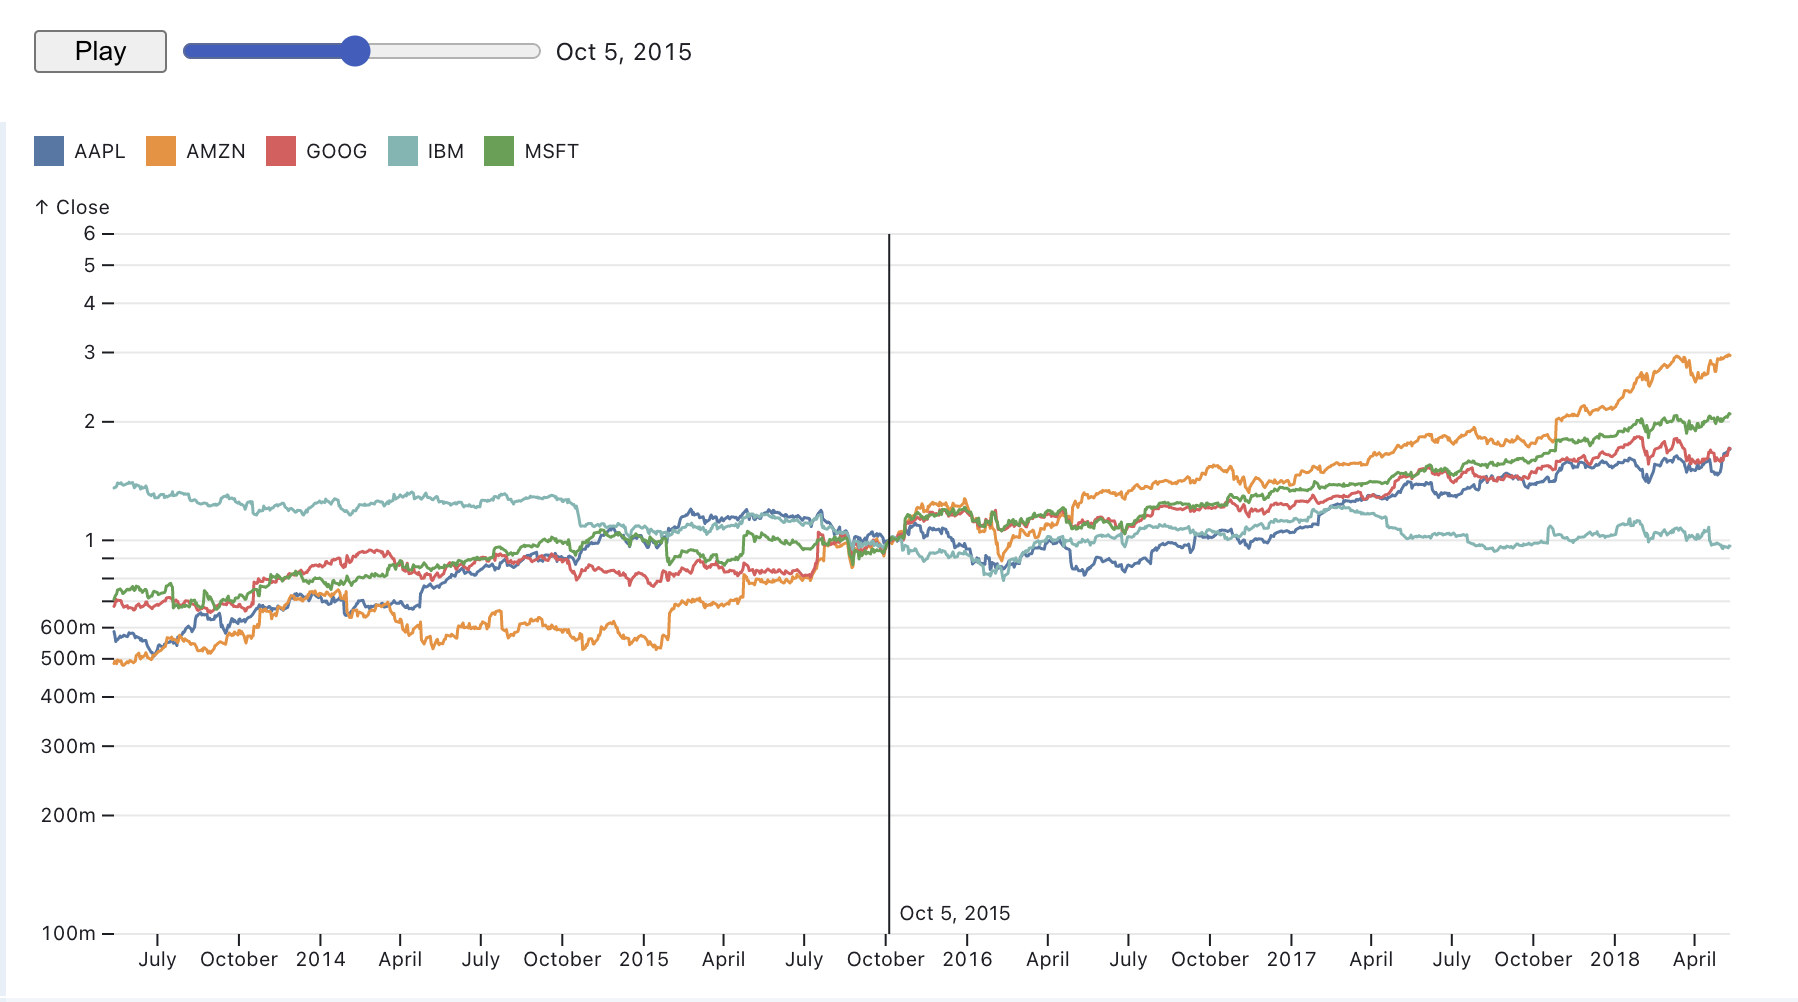 Play Oct 5, 2015
AAPL AMZN GOOG IBM MSFT
↑ Close
6
5
4
3
2
1
600m
500m
400m
300m
200m
100m
Oct 5, 2015
July October 2014 April July October 2015 April July October 2016 April July October 2017 April July October 2018 April